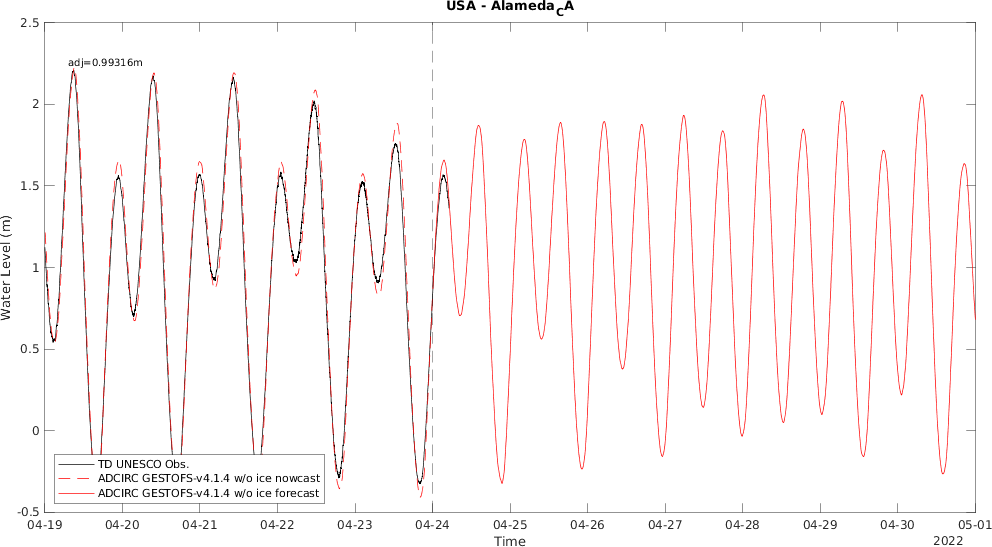 USA - AlamedaCA
2.5
2
1.5
1
0.5
0
-0.5
Water Level (m)
adj=0.99316m
TD UNESCO Obs.
ADCIRC GESTOFS-v4.1.4 w/o ice nowcast
ADCIRC GESTOFS-v4.1.4 w/o ice forecast
04-19 04-20 04-21 04-22 04-23 04-24 04-25 04-26 04-27 04-28 04-29 04-30 05-01
Time
2022